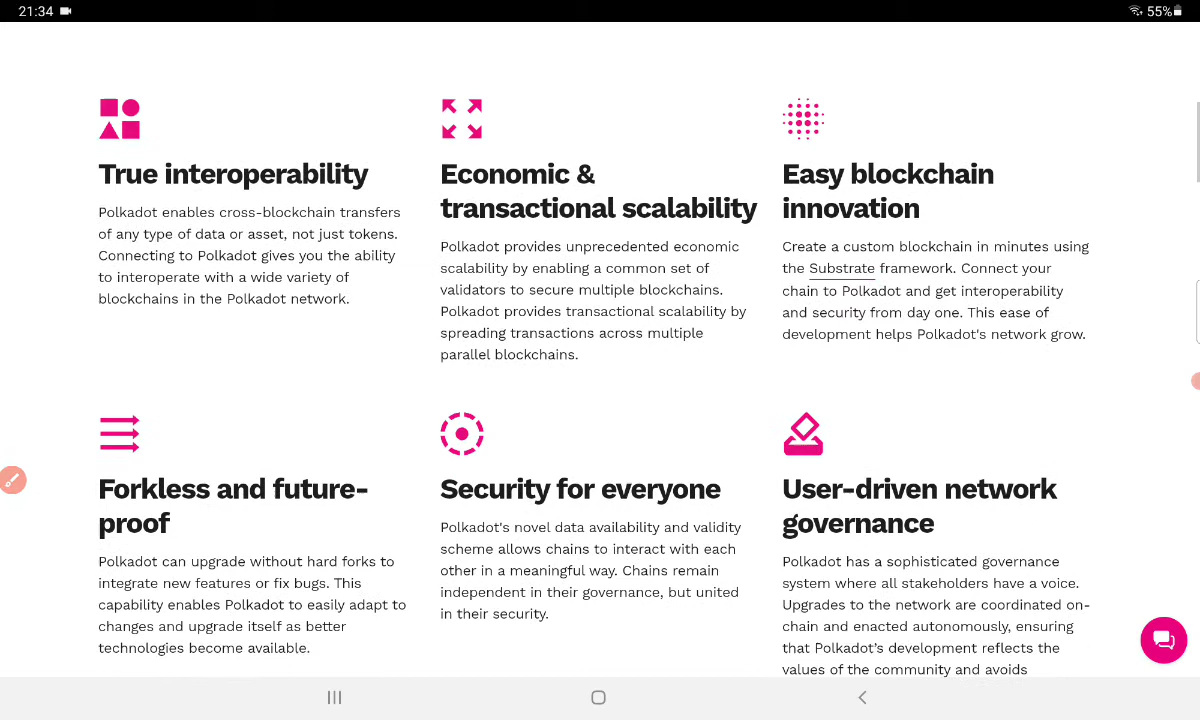 21:34
55%
True interoperability
Polkadot enables cross-blockchain transfers
of any type of data or asset, not just tokens.
Connecting to Polkadot gives you the ability
to interoperate with a wide variety of
blockchains in the Polkadot network.
Economic &
transactional scalability
Polkadot provides unprecedented economic
scalability by enabling a common set of
validators to secure multiple blockchains.
Polkadot provides transactional scalability by
spreading transactions across multiple
parallel blockchains.
Easy blockchain
innovation
Create a custom blockchain in minutes using
the Substrate framework. Connect your
chain to Polkadot and get interoperability
and security from day one. This ease of
development helps Polkadot's network grow.
Forkless and future-
proof
Polkadot can upgrade without hard forks to
integrate new features or fix bugs. This
capability enables Polkadot to easily adapt to
changes and upgrade itself as better
technologies become available.
Security for everyone
Polkadot's novel data availability and validity
scheme allows chains to interact with each
other in a meaningful way. Chains remain
independent in their governance, but united
in their security.
User-driven network
governance
Polkadot has a sophisticated governance
system where all stakeholders have a voice.
Upgrades to the network are coordinated on-
chain and enacted autonomously, ensuring
that Polkadot’s development reflects the
values of the community and avoids